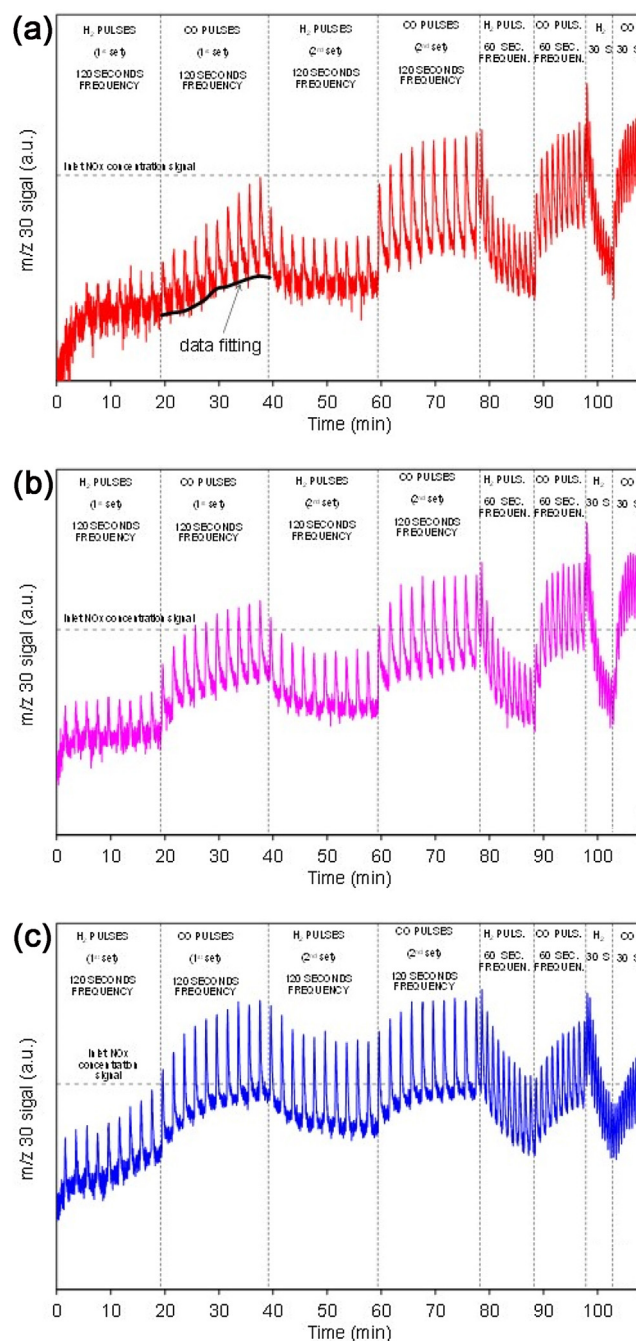 (a)
H₂ PULSES
(1ˢᵗ set)
120 SECONDS
FREQUENCY
CO PULSES
(1ˢᵗ set)
120 SECONDS
FREQUENCY
H₂ PULSES
(2ⁿᵈ set)
120 SECONDS
FREQUENCY
CO PULSES
(2ⁿᵈ set)
120 SECONDS
FREQUENCY
H₂ PULS.
60 SEC.
FREQUEN.
CO PULS.
60 SEC.
FREQUEN.
H₂
30 S
CO
30 S
Inlet NOx concentration signal
m/z 30 sigal (a.u.)
data fitting
0 10 20 30 40 50 60 70 80 90 100
Time (min)
(b)
H₂ PULSES
(1ˢᵗ set)
120 SECONDS
FREQUENCY
CO PULSES
(1ˢᵗ set)
120 SECONDS
FREQUENCY
H₂ PULSES
(2ⁿᵈ set)
120 SECONDS
FREQUENCY
CO PULSES
(2ⁿᵈ set)
120 SECONDS
FREQUENCY
H₂ PULS.
60 SEC.
FREQUEN.
CO PULS.
60 SEC.
FREQUEN.
H₂
30 S
CO
30 S
Inlet NOx concentration signal
m/z 30 sigal (a.u.)
0 10 20 30 40 50 60 70 80 90 100
Time (min)
(c)
H₂ PULSES
(1ˢᵗ set)
120 SECONDS
FREQUENCY
CO PULSES
(1ˢᵗ set)
120 SECONDS
FREQUENCY
H₂ PULSES
(2ⁿᵈ set)
120 SECONDS
FREQUENCY
CO PULSES
(2ⁿᵈ set)
120 SECONDS
FREQUENCY
H₂ PULS.
60 SEC.
FREQUEN.
CO PULS.
60 SEC.
FREQUEN.
H₂
30 S
CO
30 S
Inlet NOx
concentration
signal
m/z 30 sigal (a.u.)
0 10 20 30 40 50 60 70 80 90 100
Time (min)